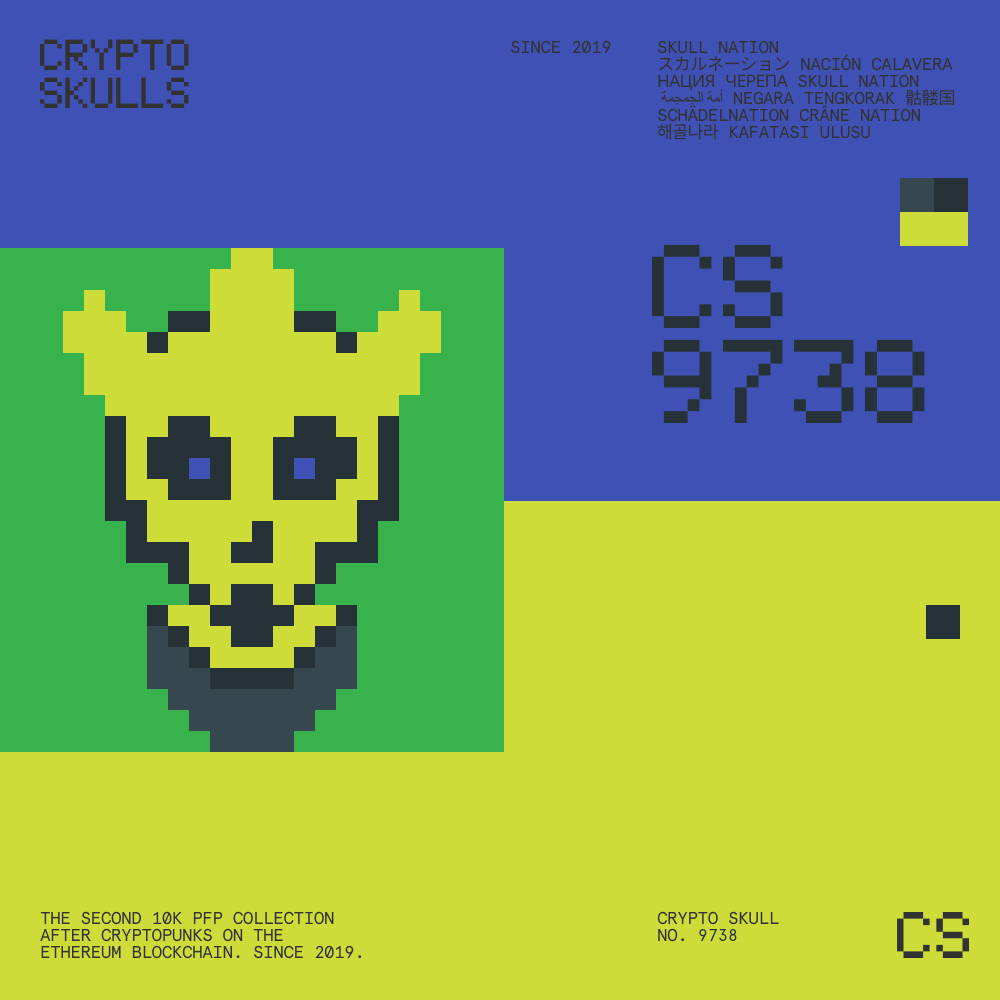 CRYPTO
SKULLS
SINCE 2019
SKULL NATION
スカルネーション NACIÓN CALAVERA
НАЦИЯ ЧЕРЕПА SKULL NATION
أمة الجمجمة NEGARA TENGKORAK 骷髅国
SCHÄDELNATION CRÂNE NATION
해골나라 KAFATASI ULUSU
CS
9738
THE SECOND 10K PFP COLLECTION
AFTER CRYPTOPUNKS ON THE
ETHEREUM BLOCKCHAIN. SINCE 2019.
CRYPTO SKULL
NO. 9738
CS